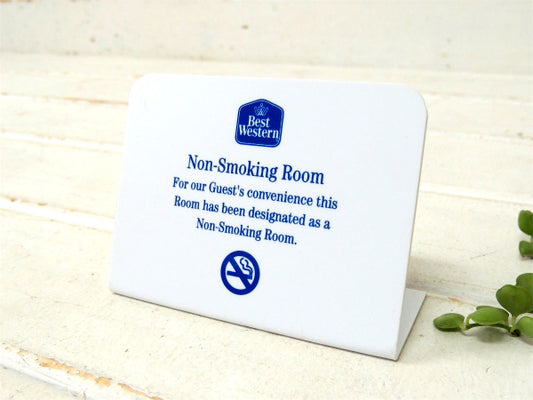 Best
Western
Non-Smoking Room
For our Guest's convenience this
Room has been designated as a
Non-Smoking Room.